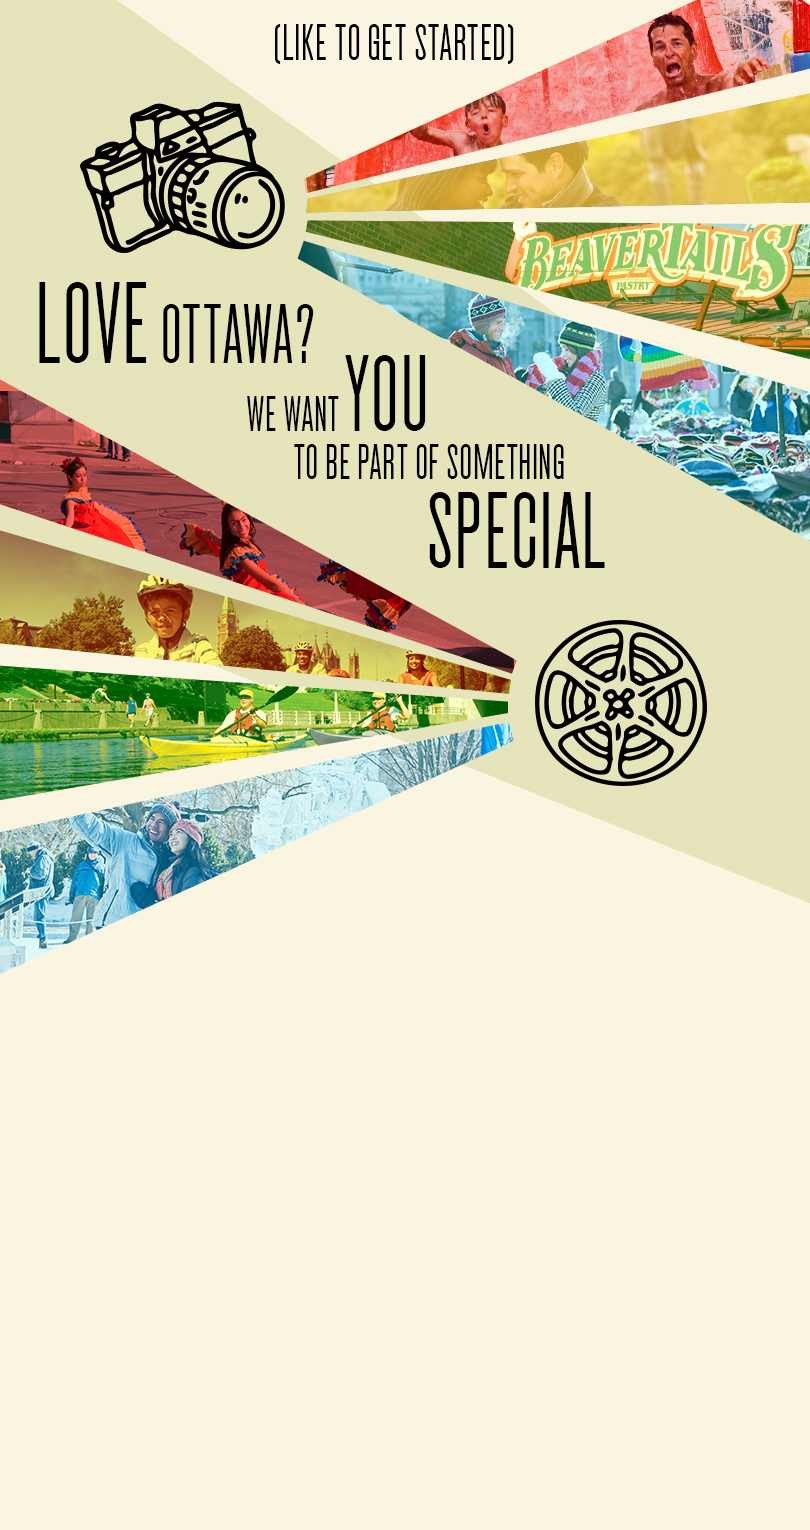 (LIKE TO GET STARTED)
BEAVERTAILS
PASTRY
LOVE OTTAWA?
WE WANT YOU
TO BE PART OF SOMETHING
SPECIAL